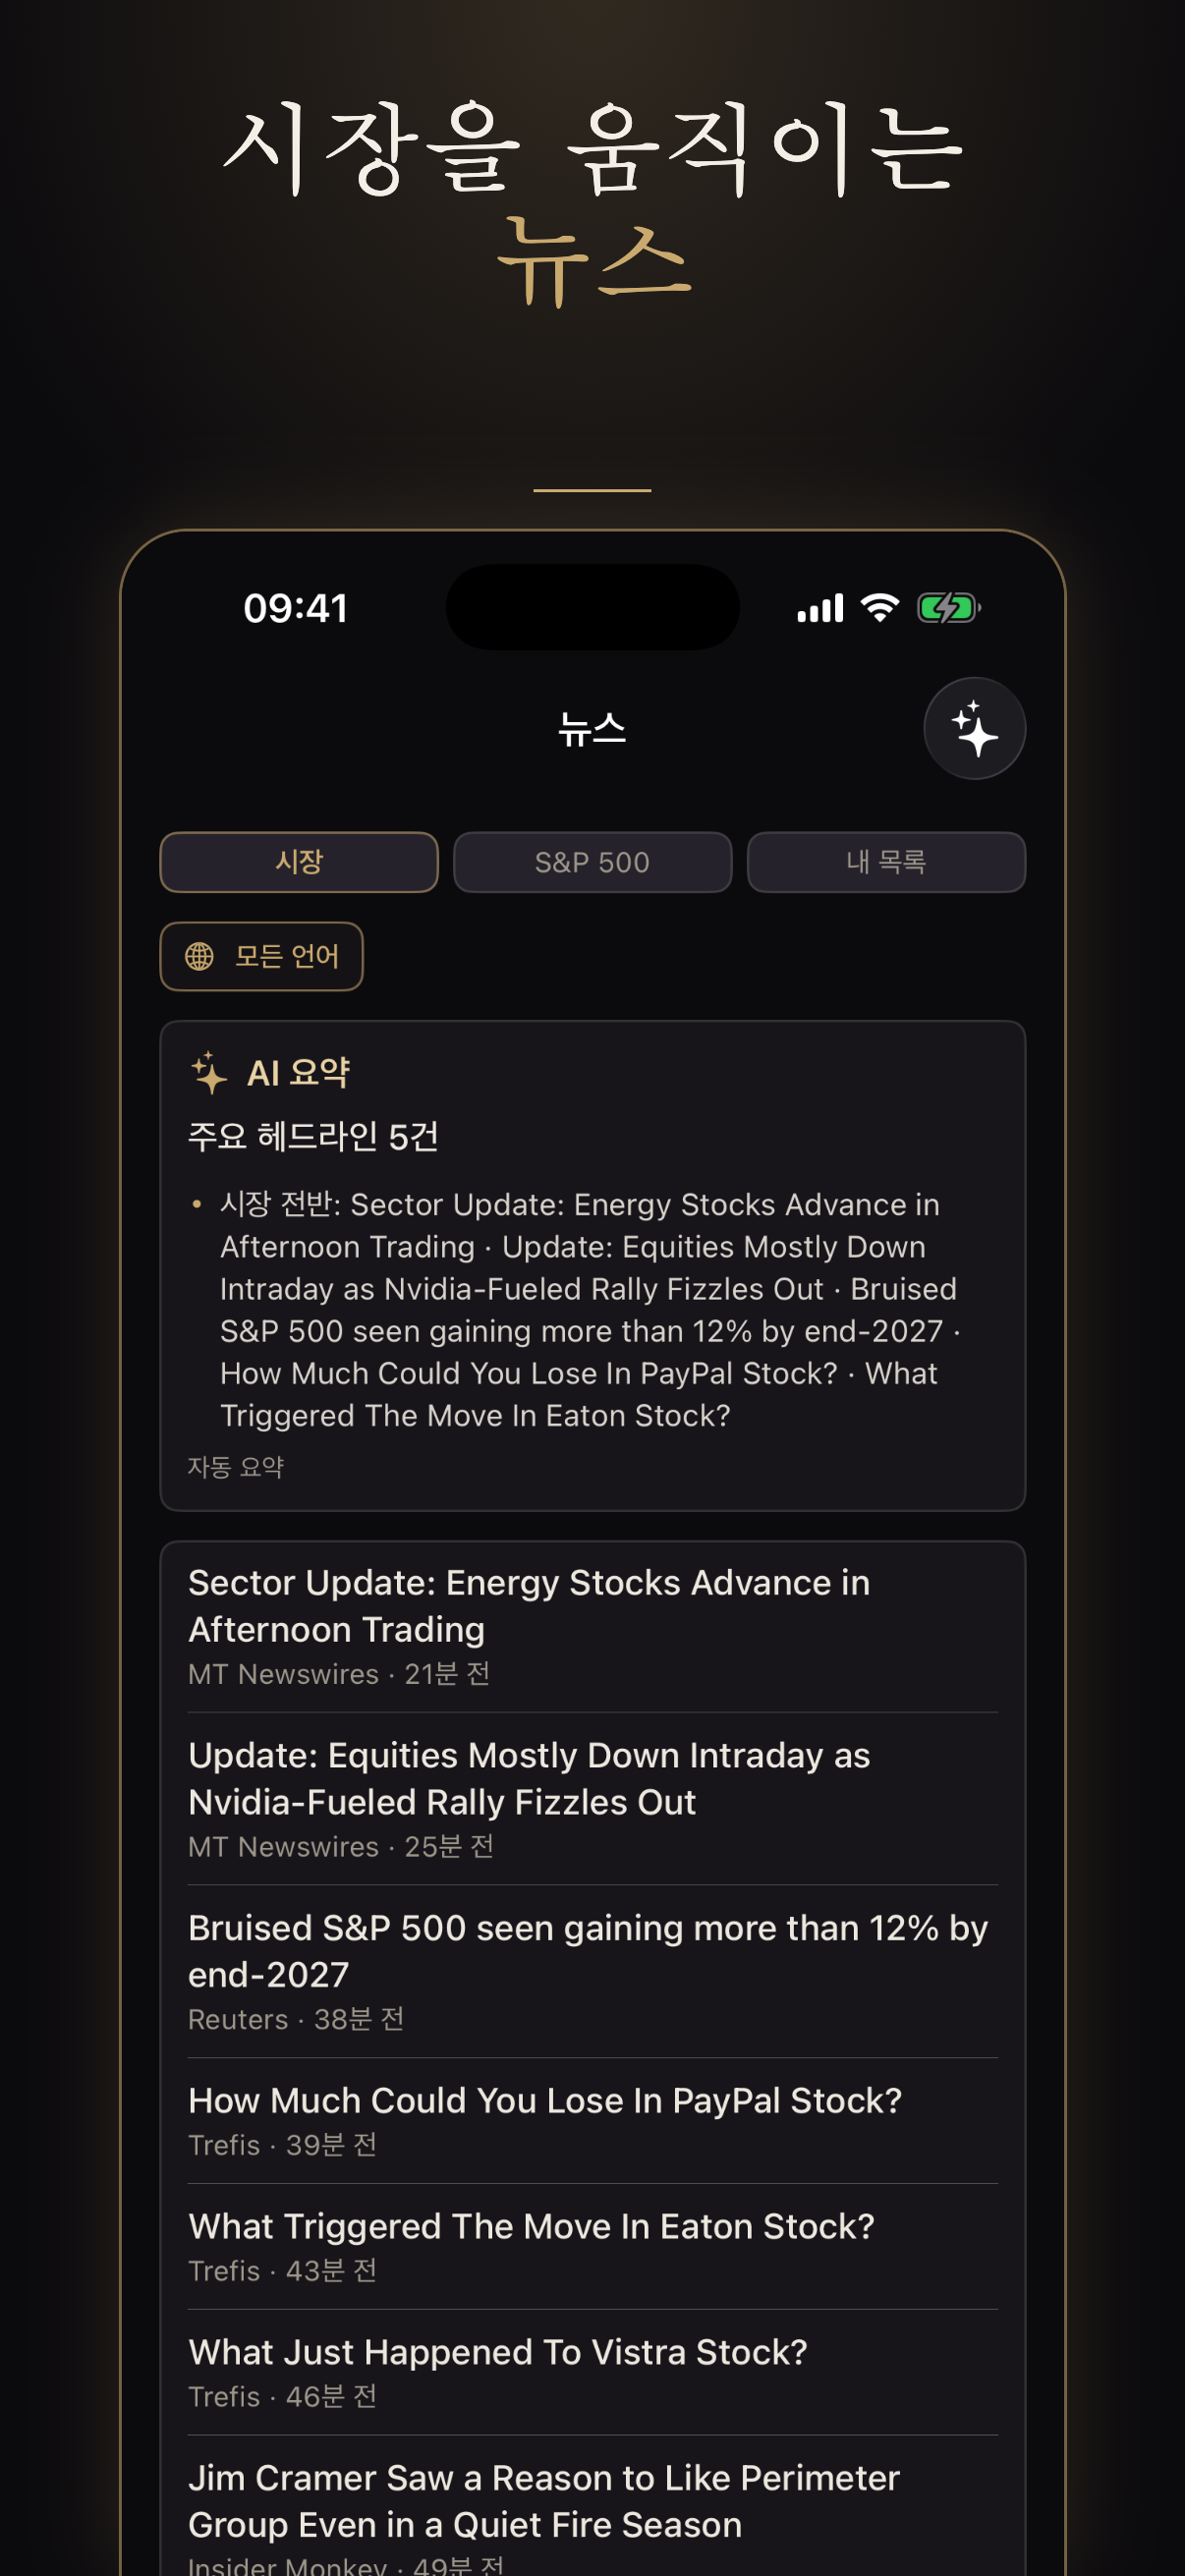 시장을 움직이는
뉴스
09:41
뉴스
시장
S&P 500
내 목록
모든 언어
AI 요약
주요 헤드라인 5건
• 시장 전반: Sector Update: Energy Stocks Advance in
Afternoon Trading · Update: Equities Mostly Down
Intraday as Nvidia-Fueled Rally Fizzles Out · Bruised
S&P 500 seen gaining more than 12% by end-2027 ·
How Much Could You Lose In PayPal Stock? · What
Triggered The Move In Eaton Stock?
자동 요약
Sector Update: Energy Stocks Advance in
Afternoon Trading
MT Newswires · 21분 전
Update: Equities Mostly Down Intraday as
Nvidia-Fueled Rally Fizzles Out
MT Newswires · 25분 전
Bruised S&P 500 seen gaining more than 12% by
end-2027
Reuters · 38분 전
How Much Could You Lose In PayPal Stock?
Trefis · 39분 전
What Triggered The Move In Eaton Stock?
Trefis · 43분 전
What Just Happened To Vistra Stock?
Trefis · 46분 전
Jim Cramer Saw a Reason to Like Perimeter
Group Even in a Quiet Fire Season
Insider Monkey · 49분 전